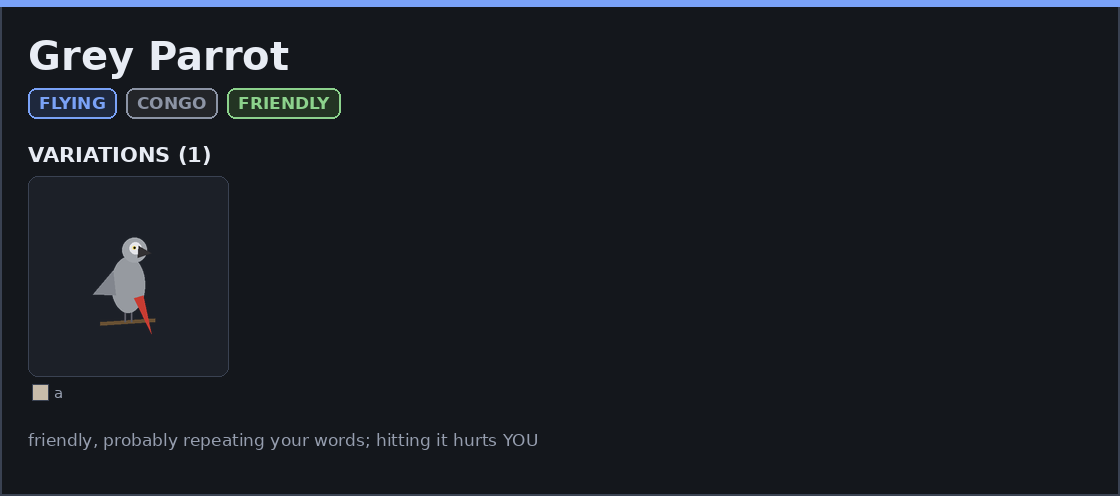 Grey Parrot
FLYING CONGO FRIENDLY
VARIATIONS (1)
a
friendly, probably repeating your words; hitting it hurts YOU